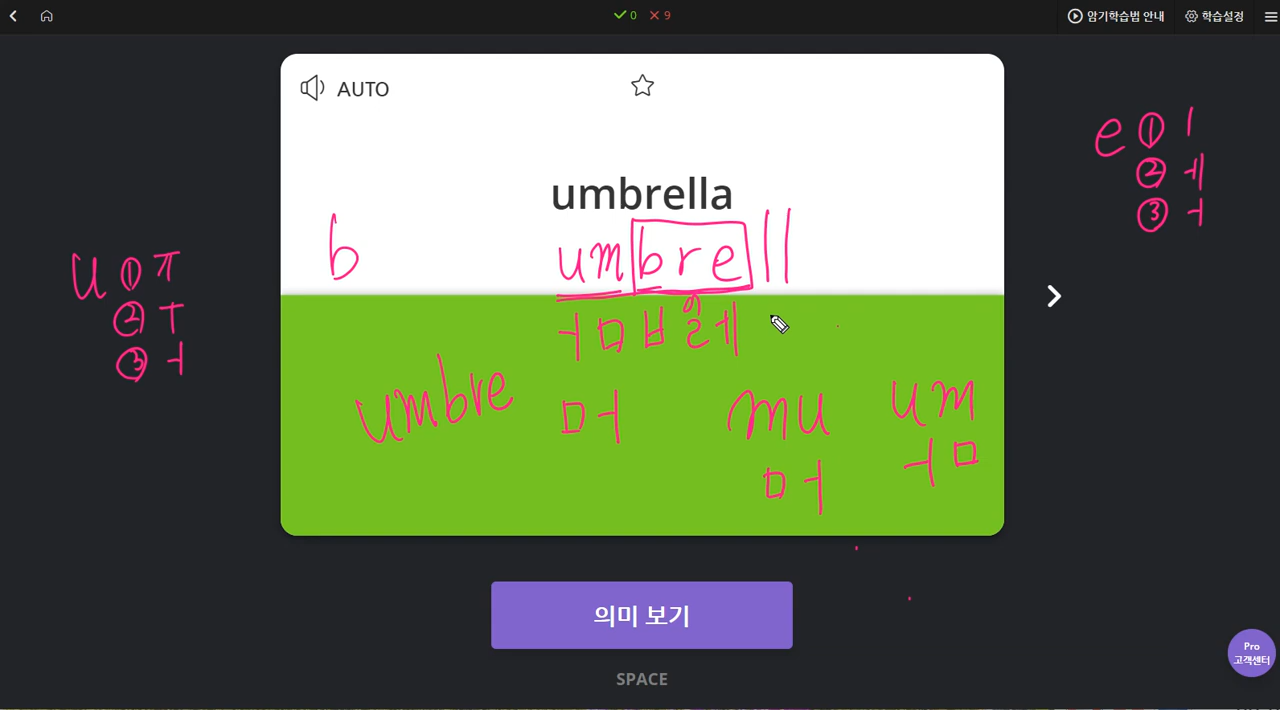 0 9 암기학습법 안내 학습설정
AUTO
umbrella
b umbrell
ㅓㅁㅂ을ㅔ
u ① ㅠ
② ㅜ
③ ㅓ
e ① ㅣ
② ㅔ
③ ㅓ
umbre 머 mu um
머 ㅓㅁ
의미 보기
SPACE
Pro
고객센터